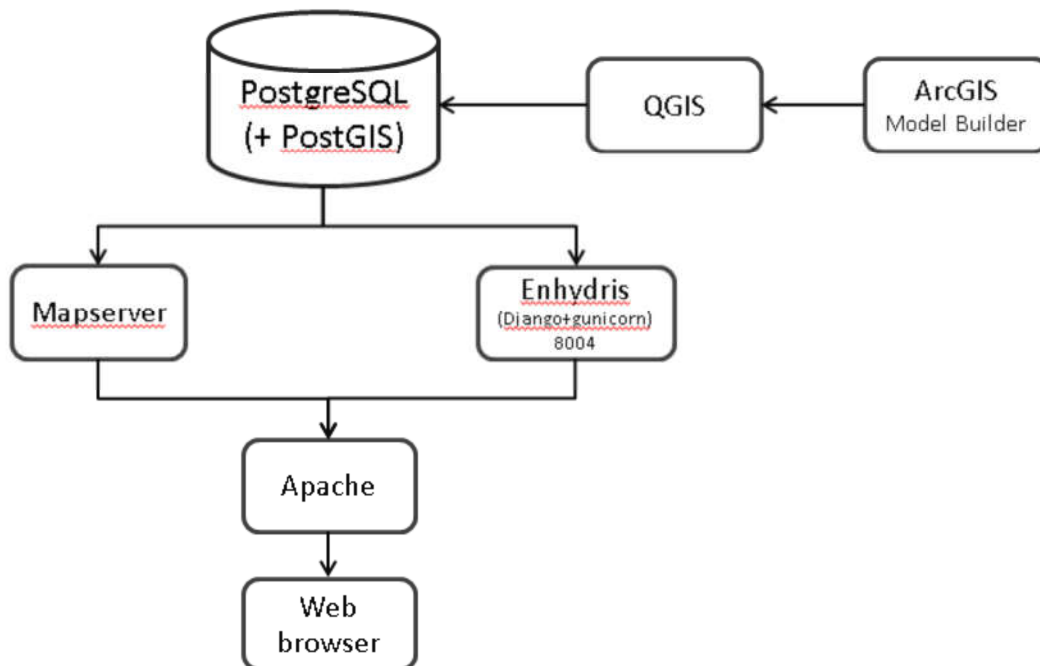 PostgreSQL
(+ PostGIS)
QGIS
ArcGIS
Model Builder
Mapserver
Enhydris
(Django+gunicorn)
8004
Apache
Web
browser